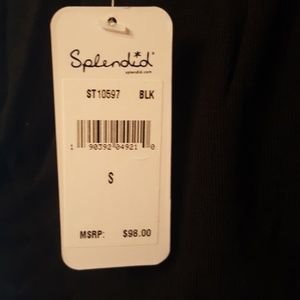 Splendid
splendid.com
ST10597 BLK
1 90392 04921 0
S
MSRP: $98.00